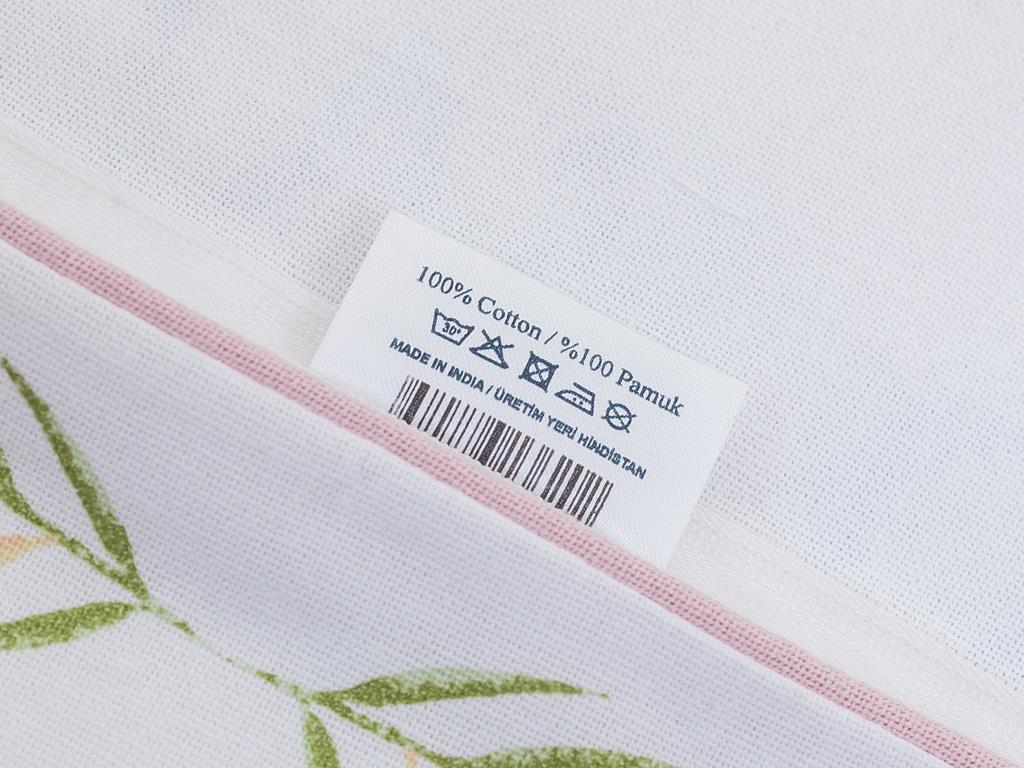 100% Cotton / %100 Pamuk
30°
MADE IN INDIA / ÜRETİM YERİ HİNDİSTAN